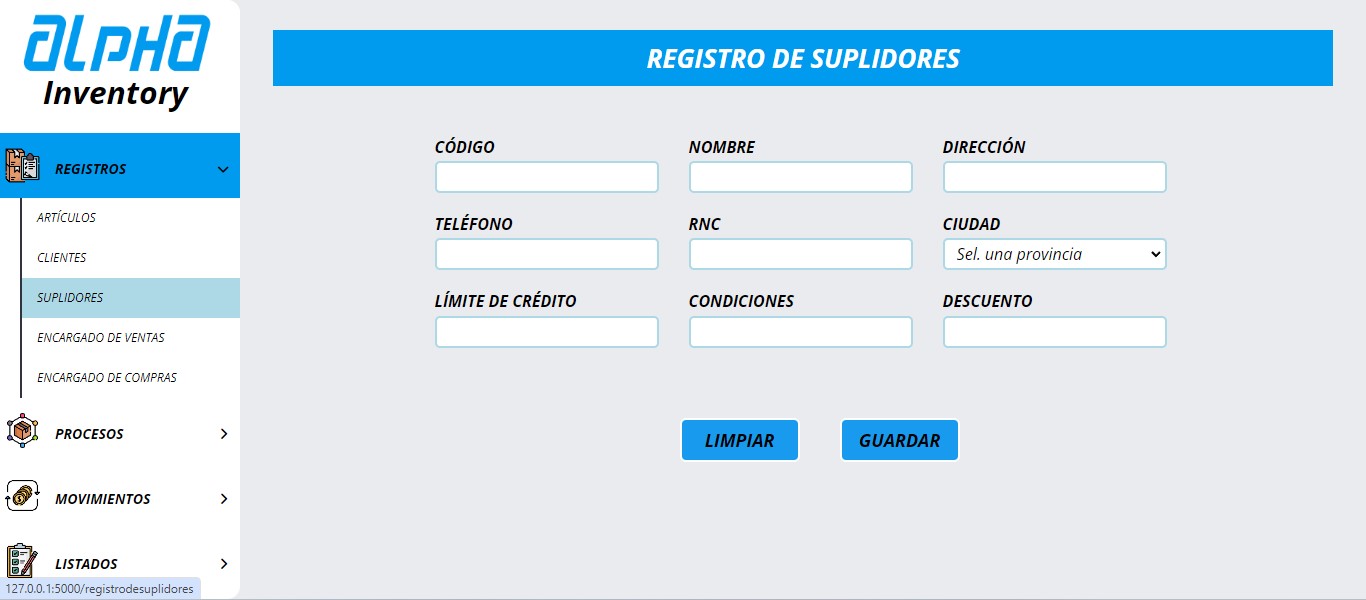 ALPHA
Inventory
REGISTROS
ARTÍCULOS
CLIENTES
SUPLIDORES
ENCARGADO DE VENTAS
ENCARGADO DE COMPRAS
PROCESOS
MOVIMIENTOS
LISTADOS
127.0.0.1:5000/registrodesuplidores
REGISTRO DE SUPLIDORES
CÓDIGO NOMBRE DIRECCIÓN
TELÉFONO RNC CIUDAD
Sel. una provincia
LÍMITE DE CRÉDITO CONDICIONES DESCUENTO
LIMPIAR GUARDAR